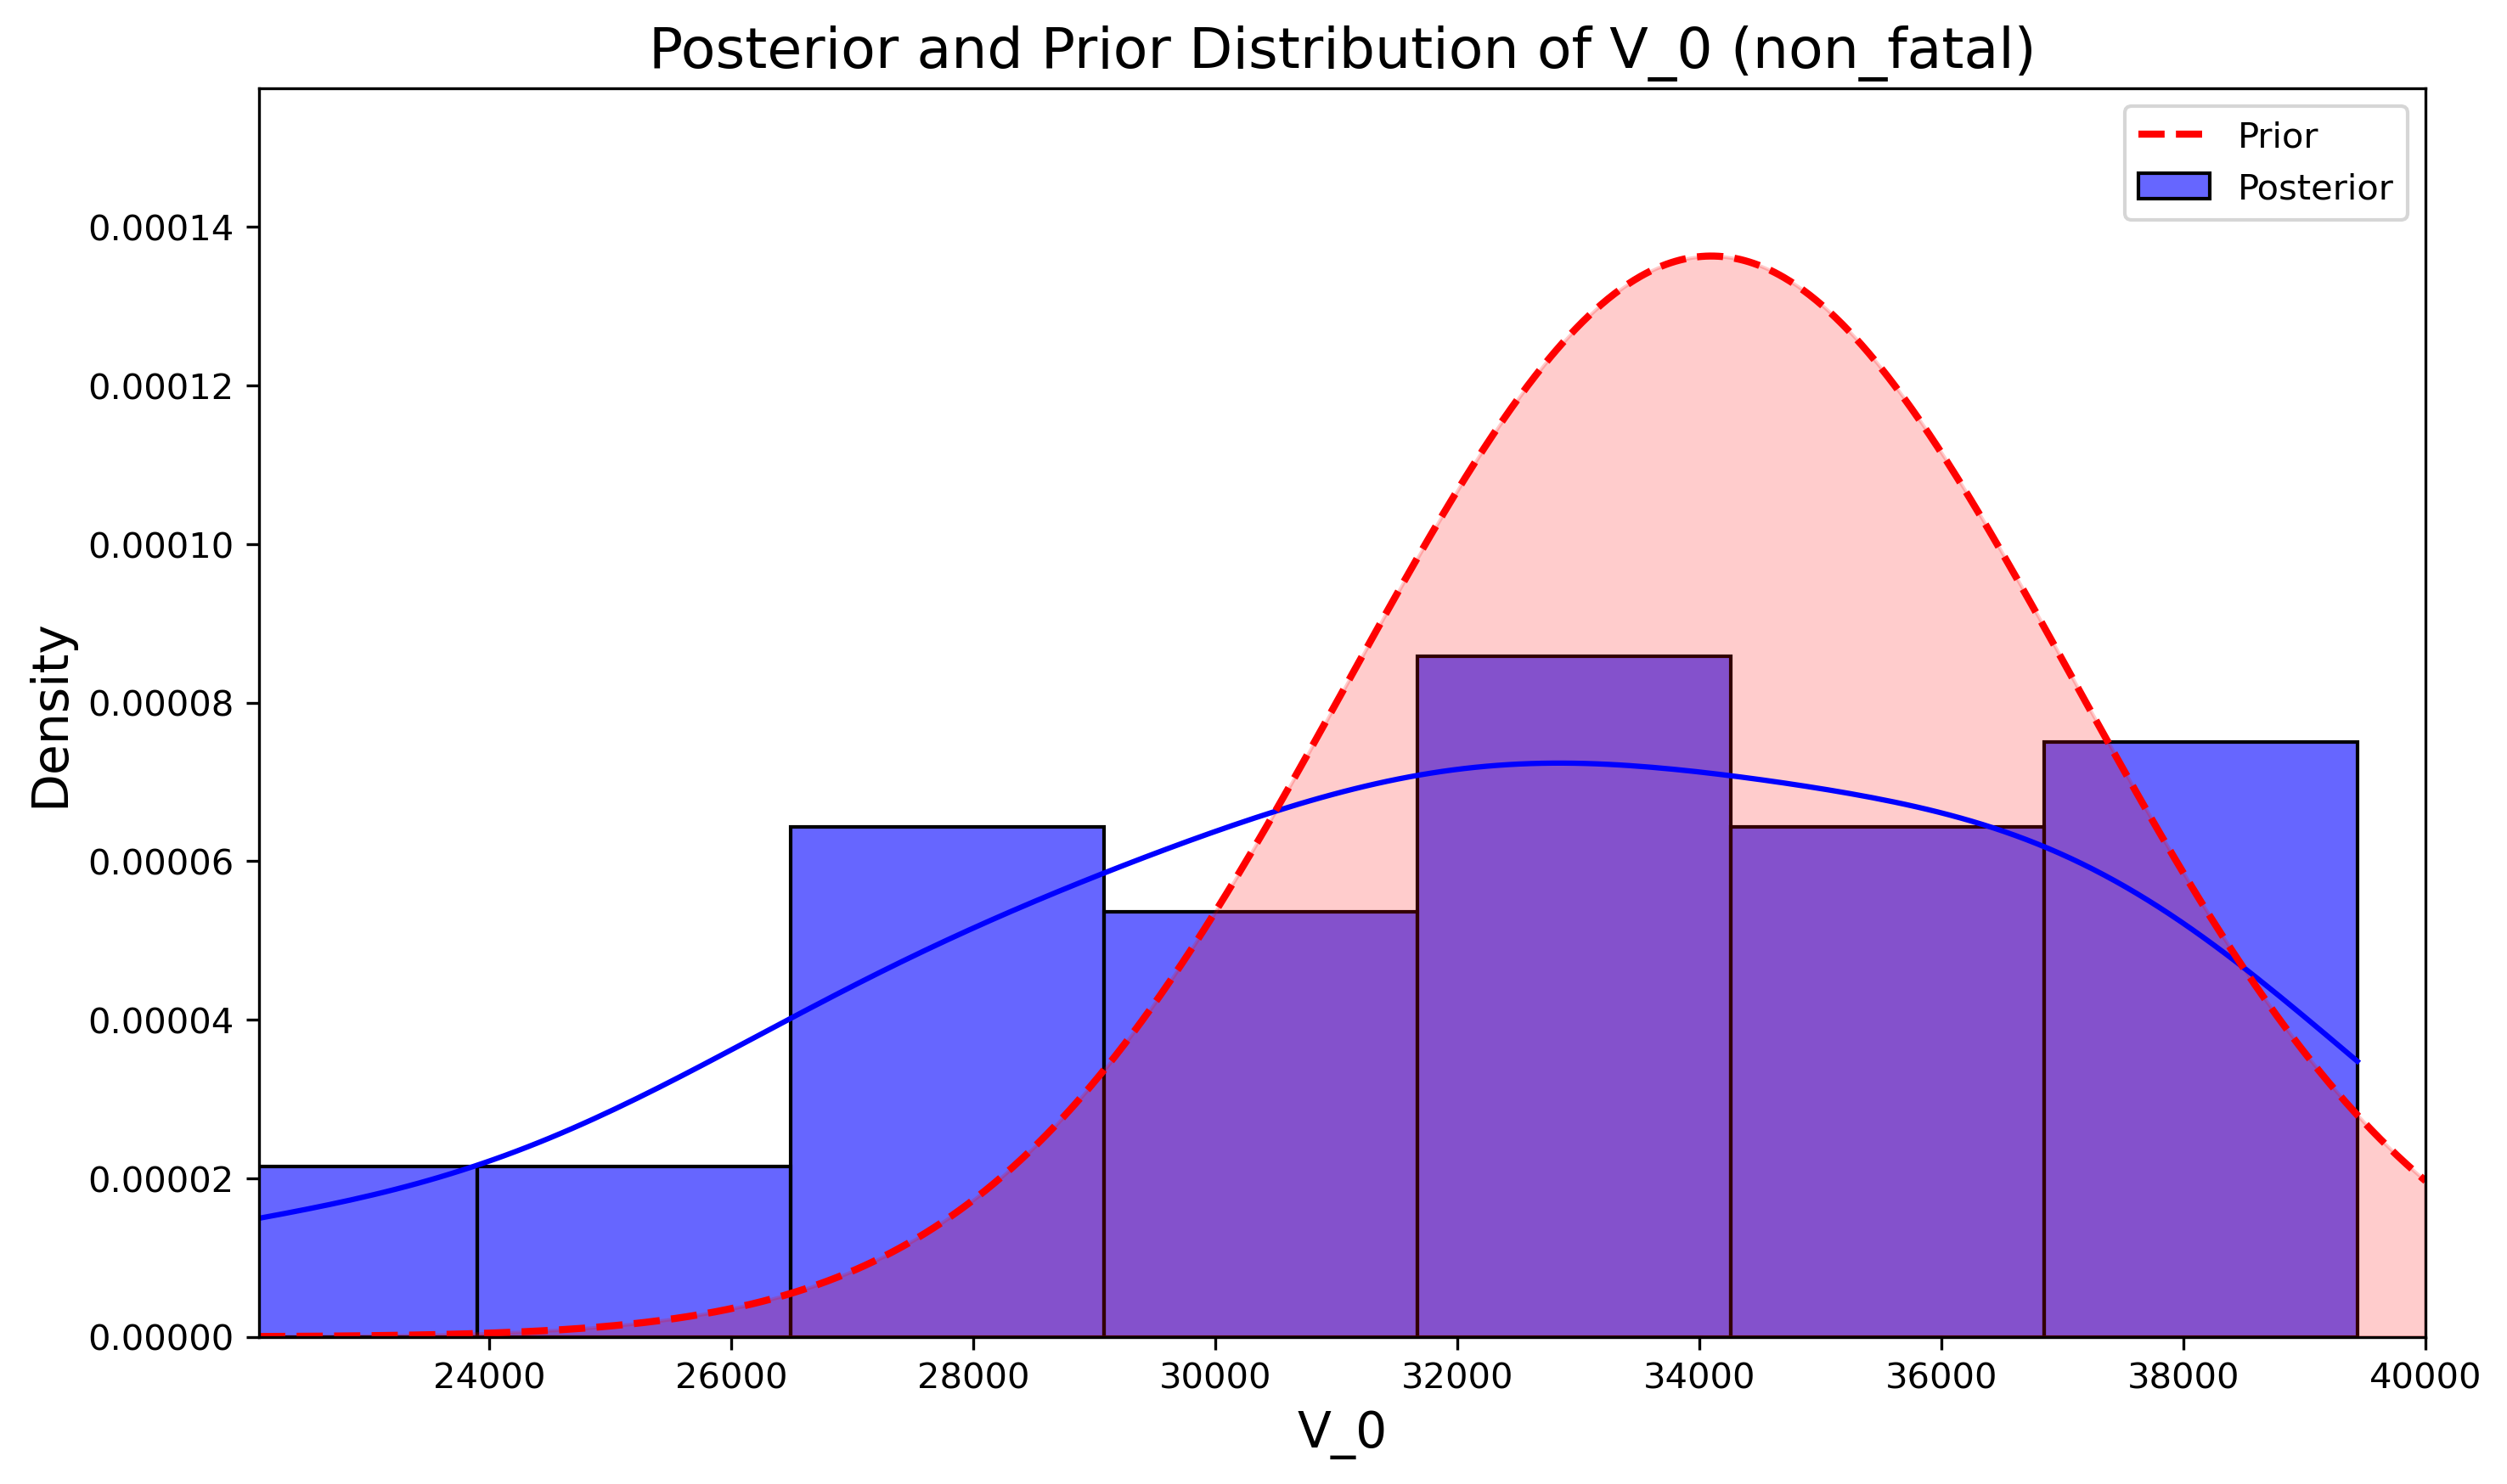 Posterior and Prior Distribution of V_0 (non_fatal)
Prior
Posterior
Density
0.00014
0.00012
0.00010
0.00008
0.00006
0.00004
0.00002
0.00000
24000 26000 28000 30000 32000 34000 36000 38000 40000
V_0